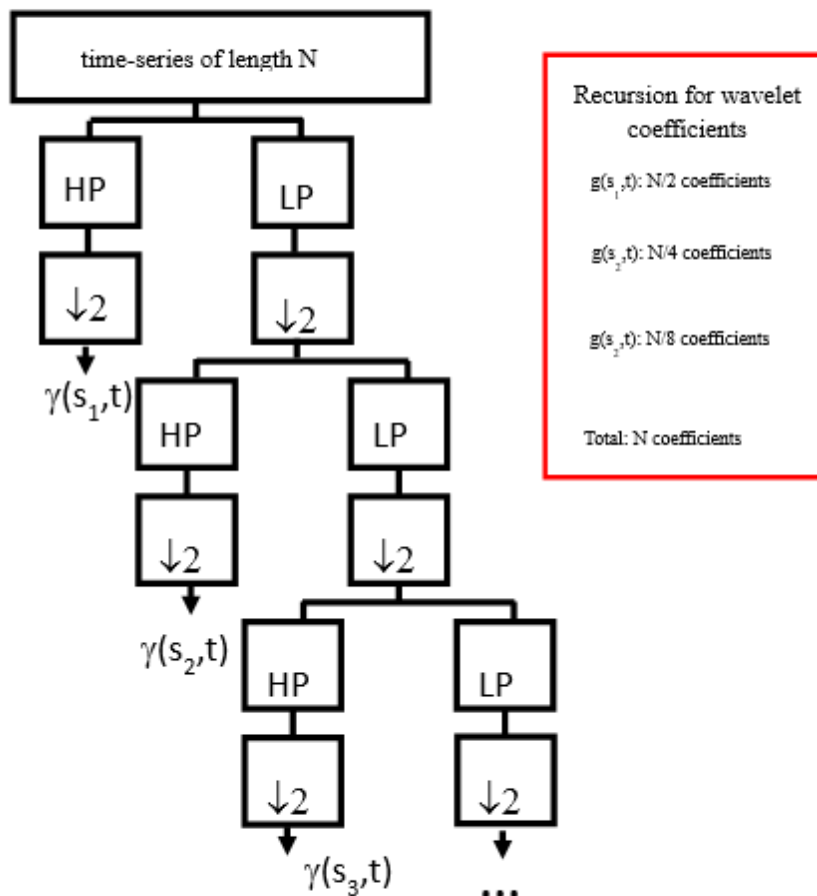 time-series of length N
HP
LP
↓2
↓2
γ(s₁,t)
HP
LP
↓2
↓2
γ(s₂,t)
HP
LP
↓2
↓2
γ(s₃,t)
...
Recursion for wavelet
coefficients
g(s₁,t): N/2 coefficients
g(s₂,t): N/4 coefficients
g(s₂,t): N/8 coefficients
Total: N coefficients